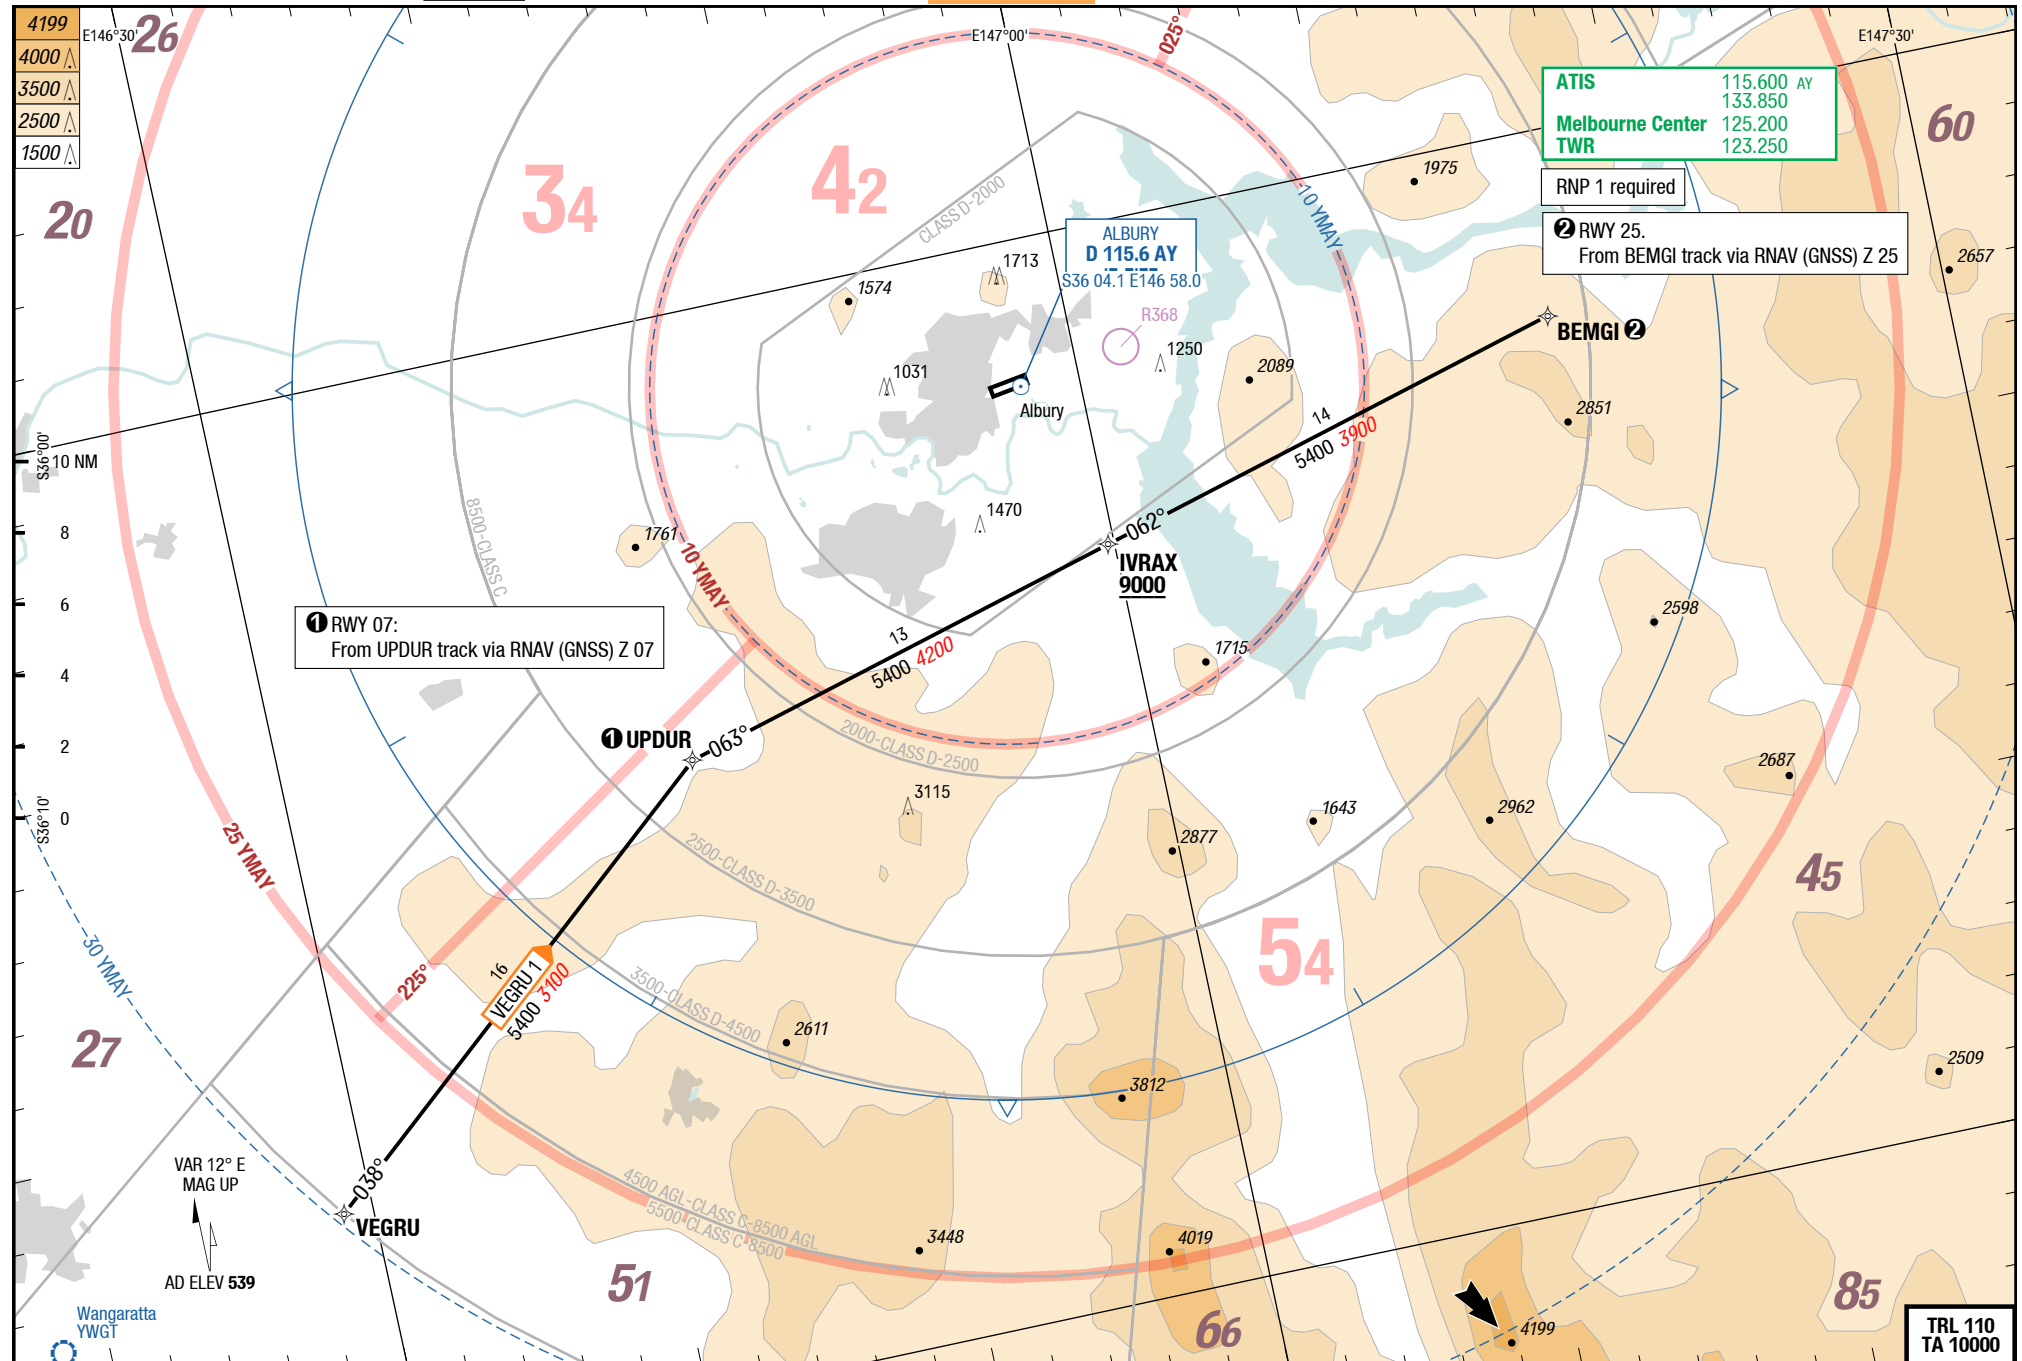 4199
4000
3500
2500
1500
E146°30'
26
E147°00'
025°
E147°30'
ATIS 115.600 AY
133.850
Melbourne Center 125.200
TWR 123.250
60
RNP 1 required
❷ RWY 25.
From BEMGI track via RNAV (GNSS) Z 25
20
34
42
CLASS D-2000
10 YMAY
1975
2657
ALBURY
D 115.6 AY
S36 04.1 E146 58.0
1713
1574
R368
1250
1031
2089
Albury
BEMGI ❷
2851
14
5400 3900
S36°00'
10 NM
8
6
4
2
0
S36°10'
8500-CLASS C
1761
1470
10 YMAY
062°
IVRAX
9000
❶ RWY 07:
From UPDUR track via RNAV (GNSS) Z 07
13
5400 4200
1715
2598
❶ UPDUR
063°
2000-CLASS D-2500
3115
2687
1643
2962
2877
25 YMAY
2500-CLASS D-3500
45
30 YMAY
225°
16
VEGRU 1
5400 3100
3500-CLASS D-4500
54
27
2611
3812
2509
VAR 12° E
MAG UP
038°
VEGRU
4500 AGL-CLASS C-8500 AGL
5500-CLASS C-8500
3448
4019
AD ELEV 539
51
66
85
4199
Wangaratta
YWGT
TRL 110
TA 10000